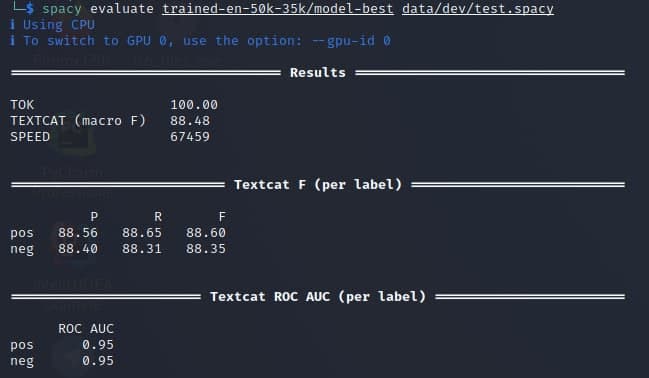 └─$ spacy evaluate trained-en-50k-35k/model-best data/dev/test.spacy
ℹ Using CPU
ℹ To switch to GPU 0, use the option: --gpu-id 0
================================== Results ==================================
TOK 100.00
TEXTCAT (macro F) 88.48
SPEED 67459
=========================== Textcat F (per label) ===========================
P R F
pos 88.56 88.65 88.60
neg 88.40 88.31 88.35
======================== Textcat ROC AUC (per label) ========================
ROC AUC
pos 0.95
neg 0.95